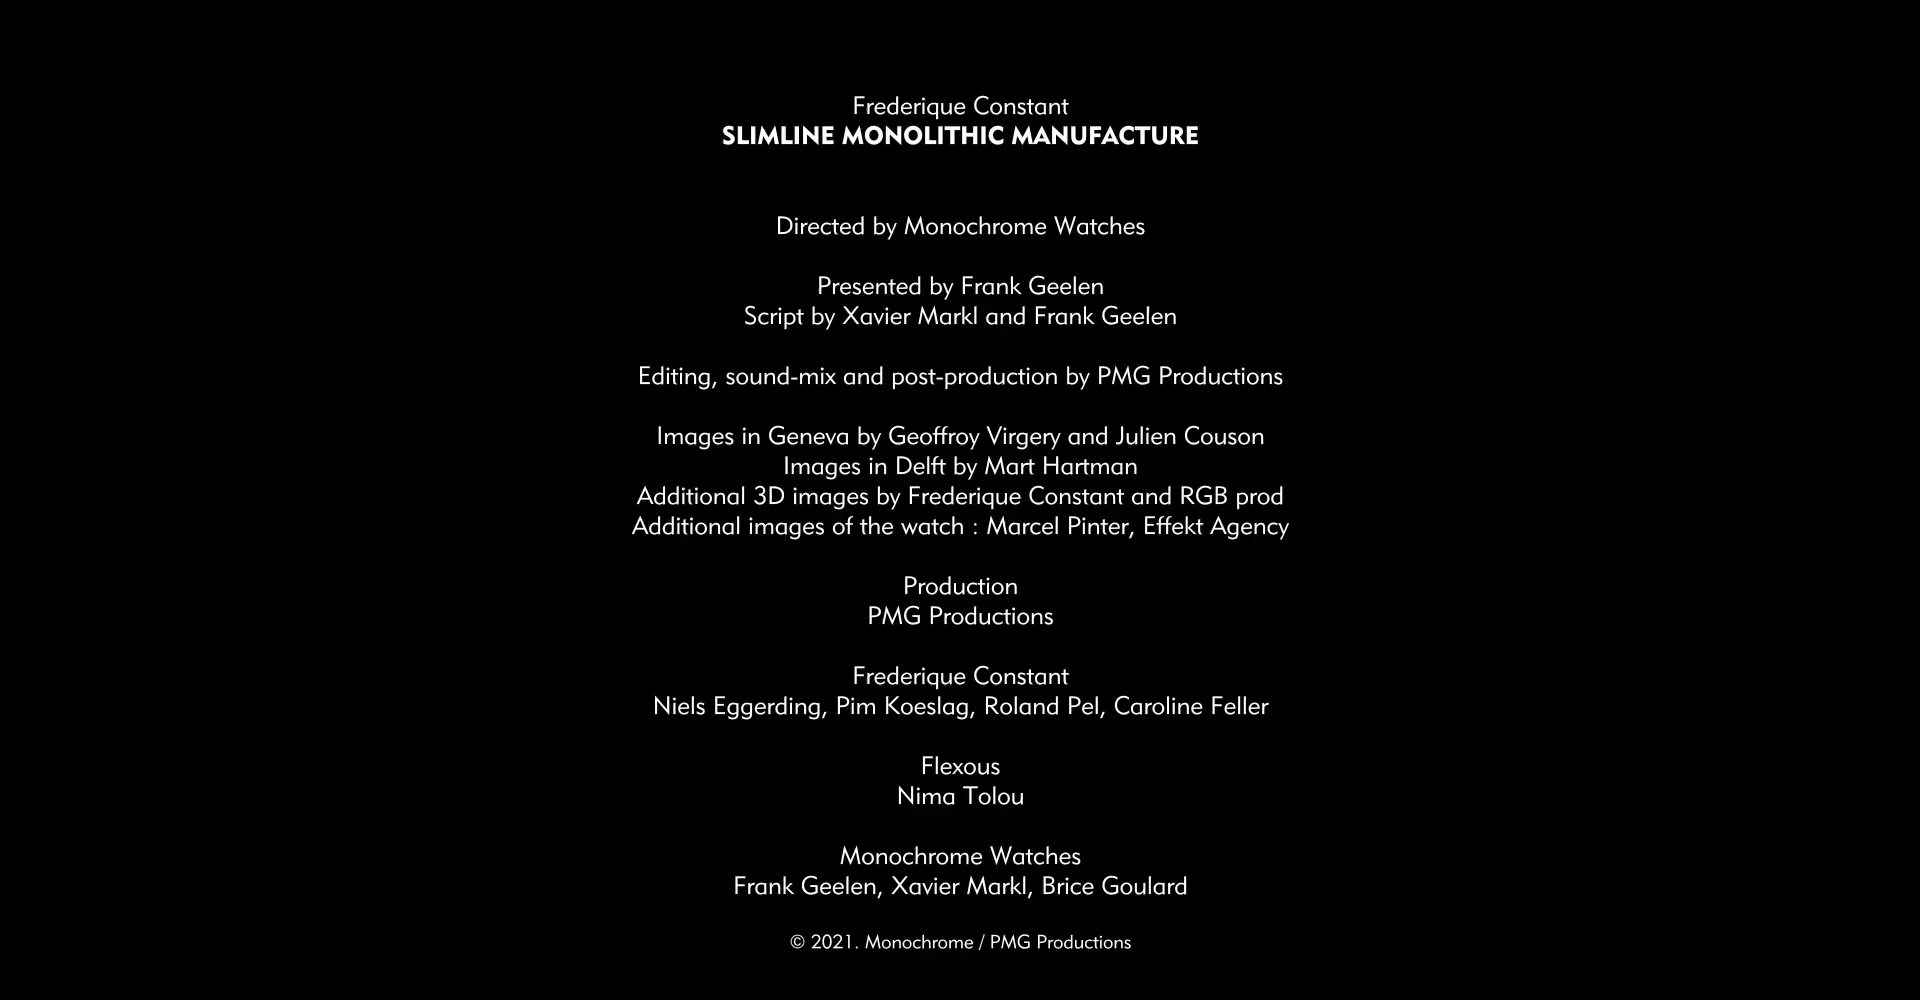 Frederique Constant
SLIMLINE MONOLITHIC MANUFACTURE
Directed by Monochrome Watches
Presented by Frank Geelen
Script by Xavier Markl and Frank Geelen
Editing, sound-mix and post-production by PMG Productions
Images in Geneva by Geoffroy Virgery and Julien Couson
Images in Delft by Mart Hartman
Additional 3D images by Frederique Constant and RGB prod
Additional images of the watch : Marcel Pinter, Effekt Agency
Production
PMG Productions
Frederique Constant
Niels Eggerding, Pim Koeslag, Roland Pel, Caroline Feller
Flexous
Nima Tolou
Monochrome Watches
Frank Geelen, Xavier Markl, Brice Goulard
© 2021. Monochrome / PMG Productions